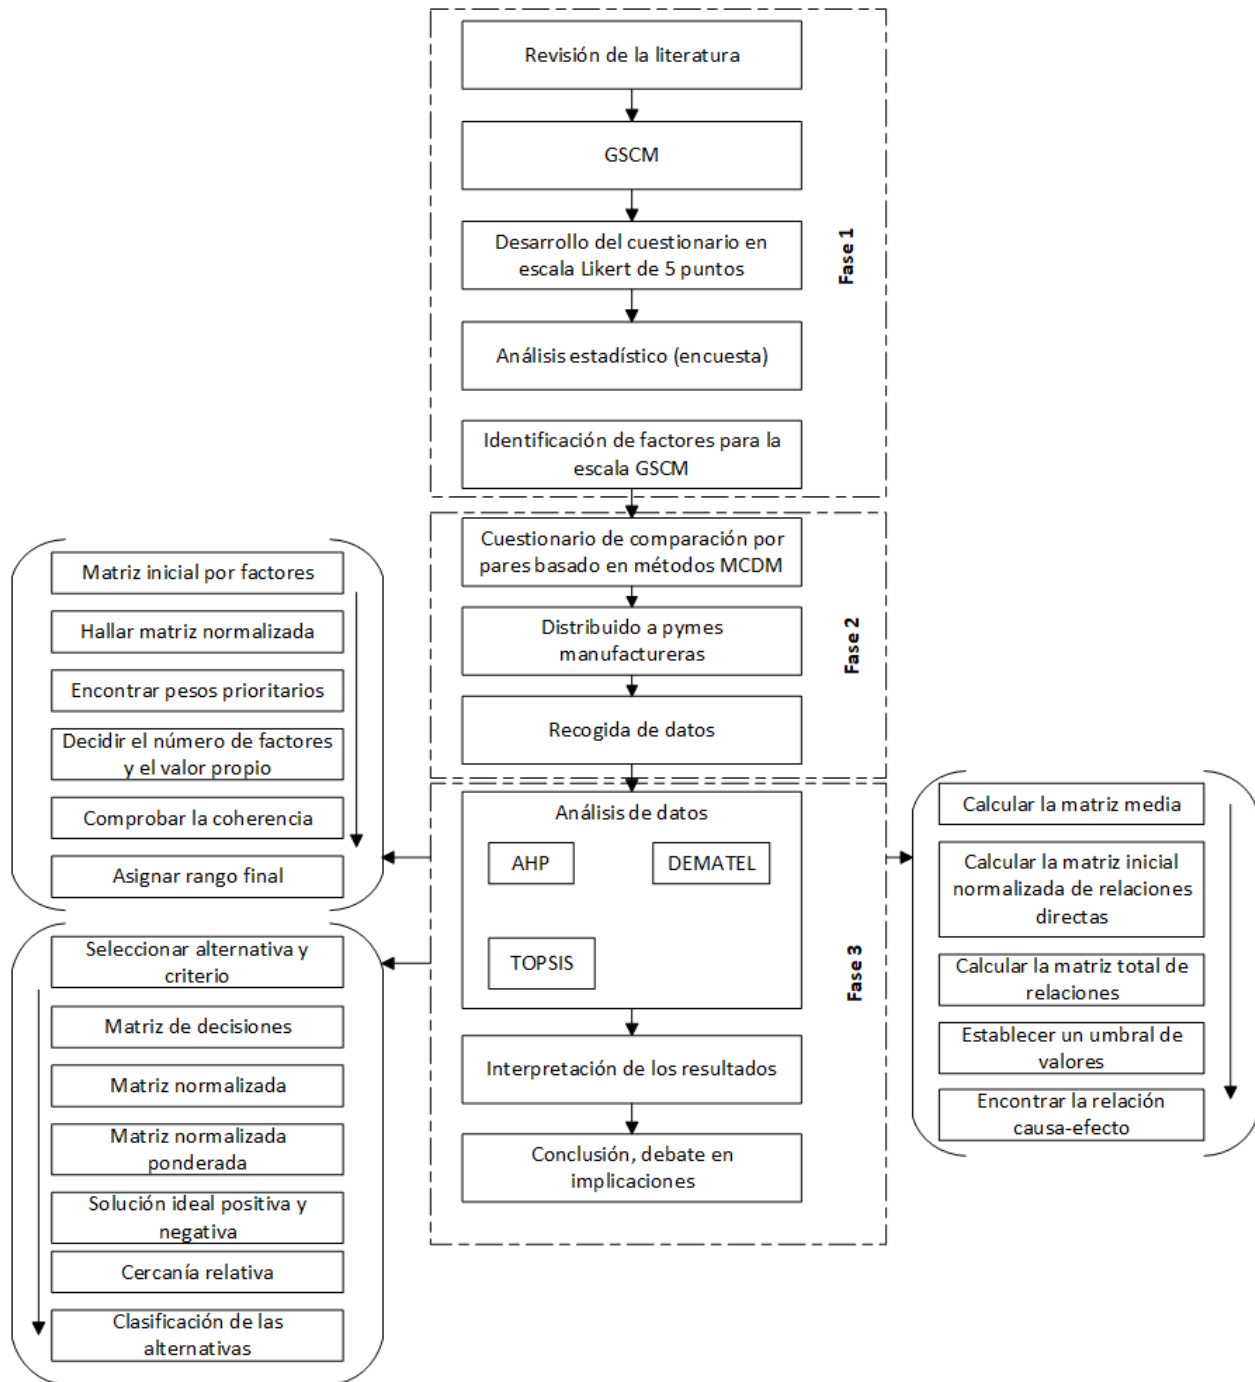 Revisión de la literatura
GSCM
Desarrollo del cuestionario en
escala Likert de 5 puntos
Análisis estadístico (encuesta)
Identificación de factores para la
escala GSCM
Fase 1
Cuestionario de comparación por
pares basado en métodos MCDM
Distribuido a pymes
manufactureras
Recogida de datos
Fase 2
Análisis de datos
AHP
DEMATEL
TOPSIS
Interpretación de los resultados
Conclusión, debate en
implicaciones
Fase 3
Matriz inicial por factores
Hallar matriz normalizada
Encontrar pesos prioritarios
Decidir el número de factores
y el valor propio
Comprobar la coherencia
Asignar rango final
Seleccionar alternativa y
criterio
Matriz de decisiones
Matriz normalizada
Matriz normalizada
ponderada
Solución ideal positiva y
negativa
Cercanía relativa
Clasificación de las
alternativas
Calcular la matriz media
Calcular la matriz inicial
normalizada de relaciones
directas
Calcular la matriz total de
relaciones
Establecer un umbral de
valores
Encontrar la relación
causa-efecto